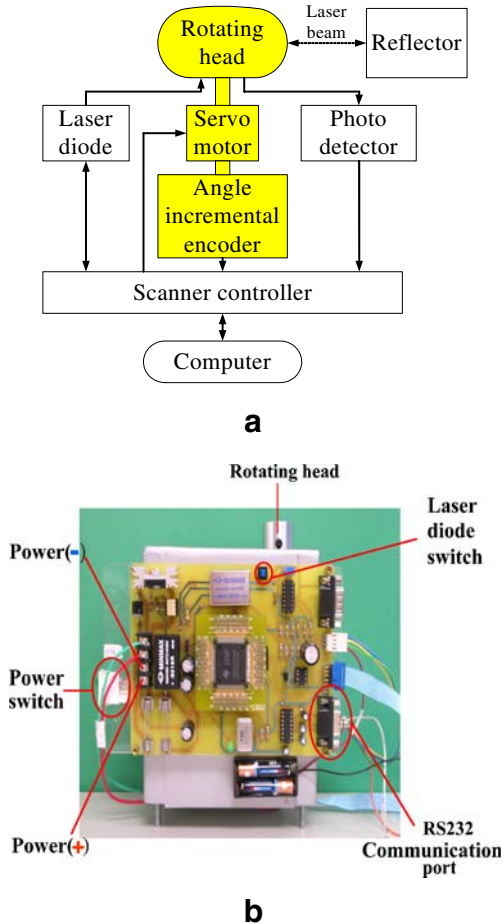 Rotating
head
Laser
beam
Reflector
Laser
diode
Servo
motor
Photo
detector
Angle
incremental
encoder
Scanner controller
Computer
a
Rotating head
Laser
diode
switch
Power(-)
Power
switch
Power(+)
RS232
Communication
port
MINMAX
b